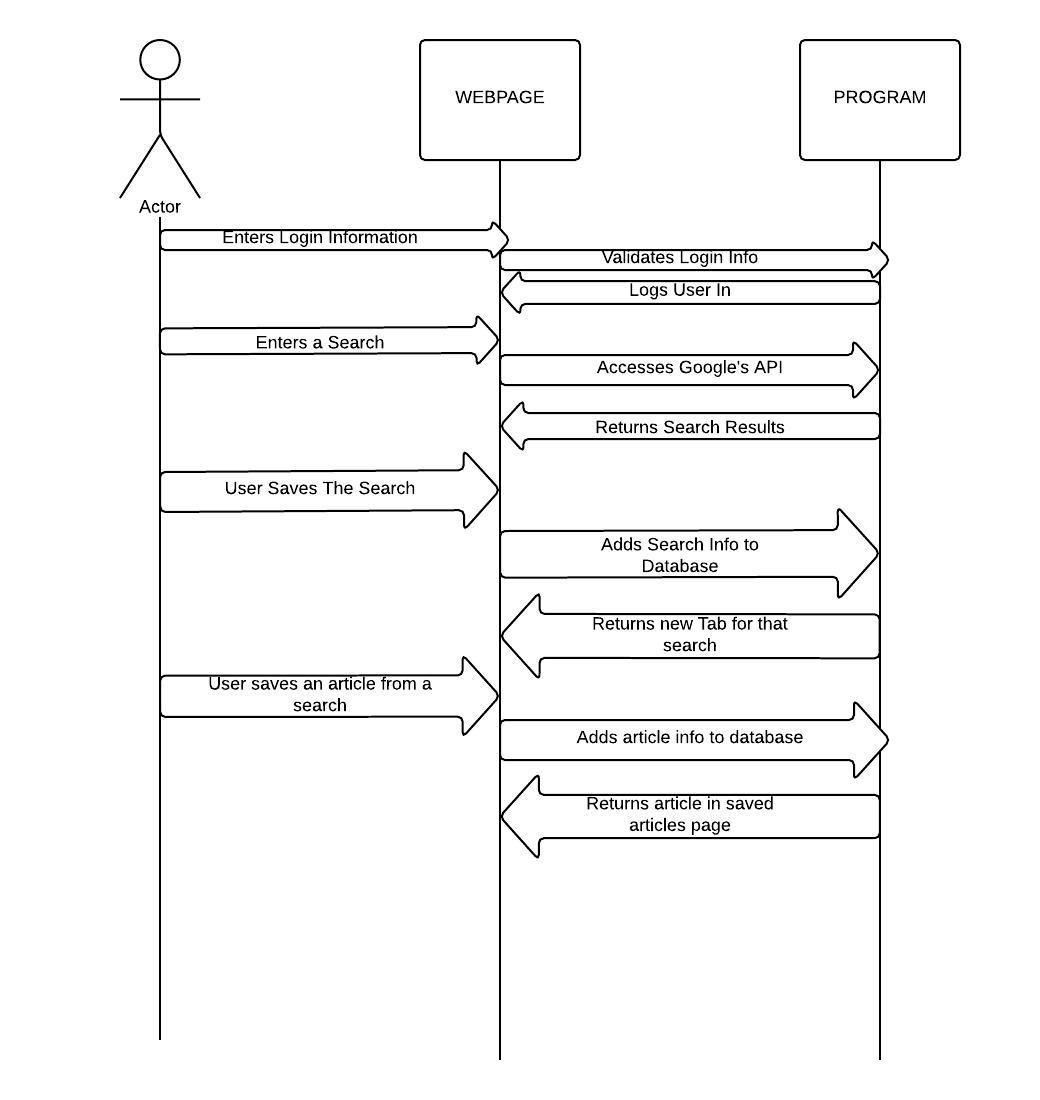 WEBPAGE
PROGRAM
Actor
Enters Login Information
Validates Login Info
Logs User In
Enters a Search
Accesses Google's API
Returns Search Results
User Saves The Search
Adds Search Info to
Database
Returns new Tab for that
search
User saves an article from a
search
Adds article info to database
Returns article in saved
articles page